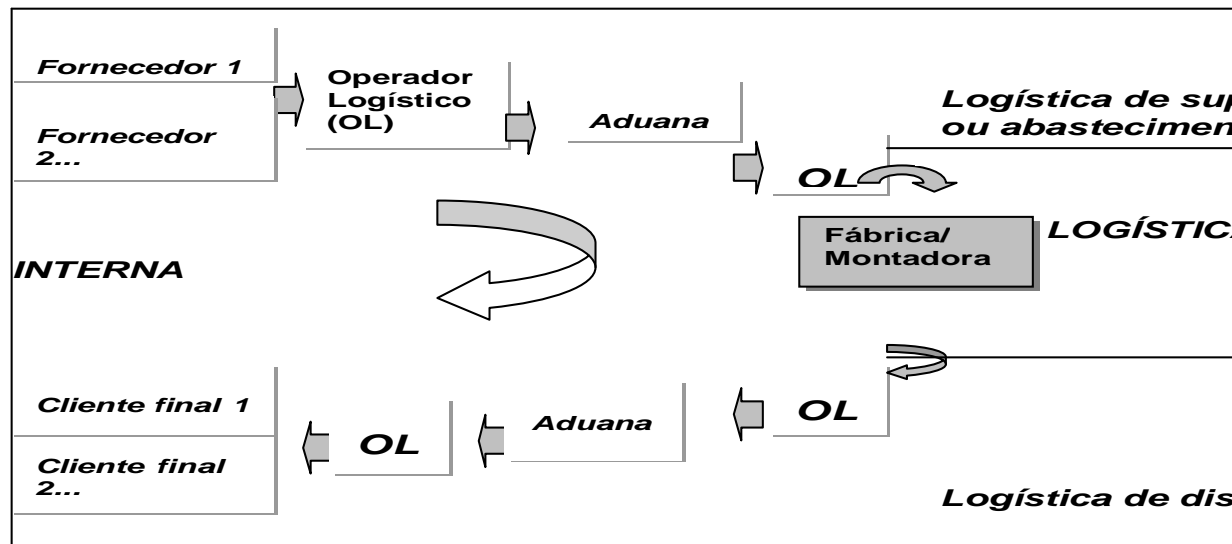 Fornecedor 1
Fornecedor
2...
Operador
Logístico
(OL)
Aduana
OL
Logística de sup
ou abastecimen
Fábrica/
Montadora
LOGÍSTICA
INTERNA
Cliente final 1
Cliente final
2...
OL
Aduana
OL
Logística de dis